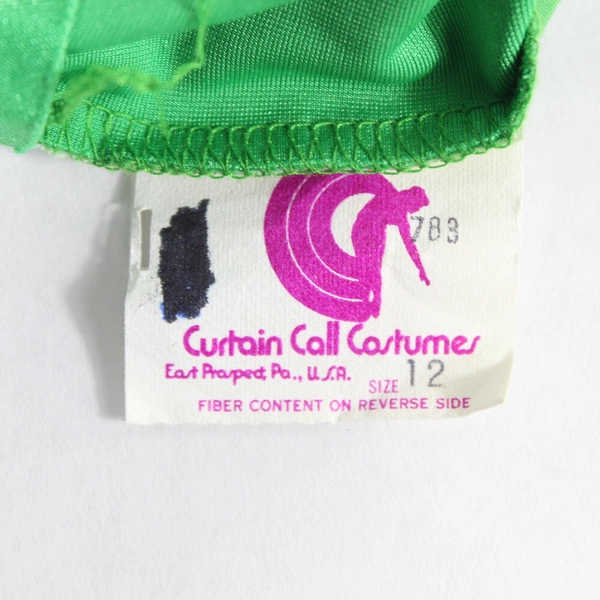 783
Curtain Call Costumes
East Prospect, Pa., U.S.A.
SIZE 12
FIBER CONTENT ON REVERSE SIDE